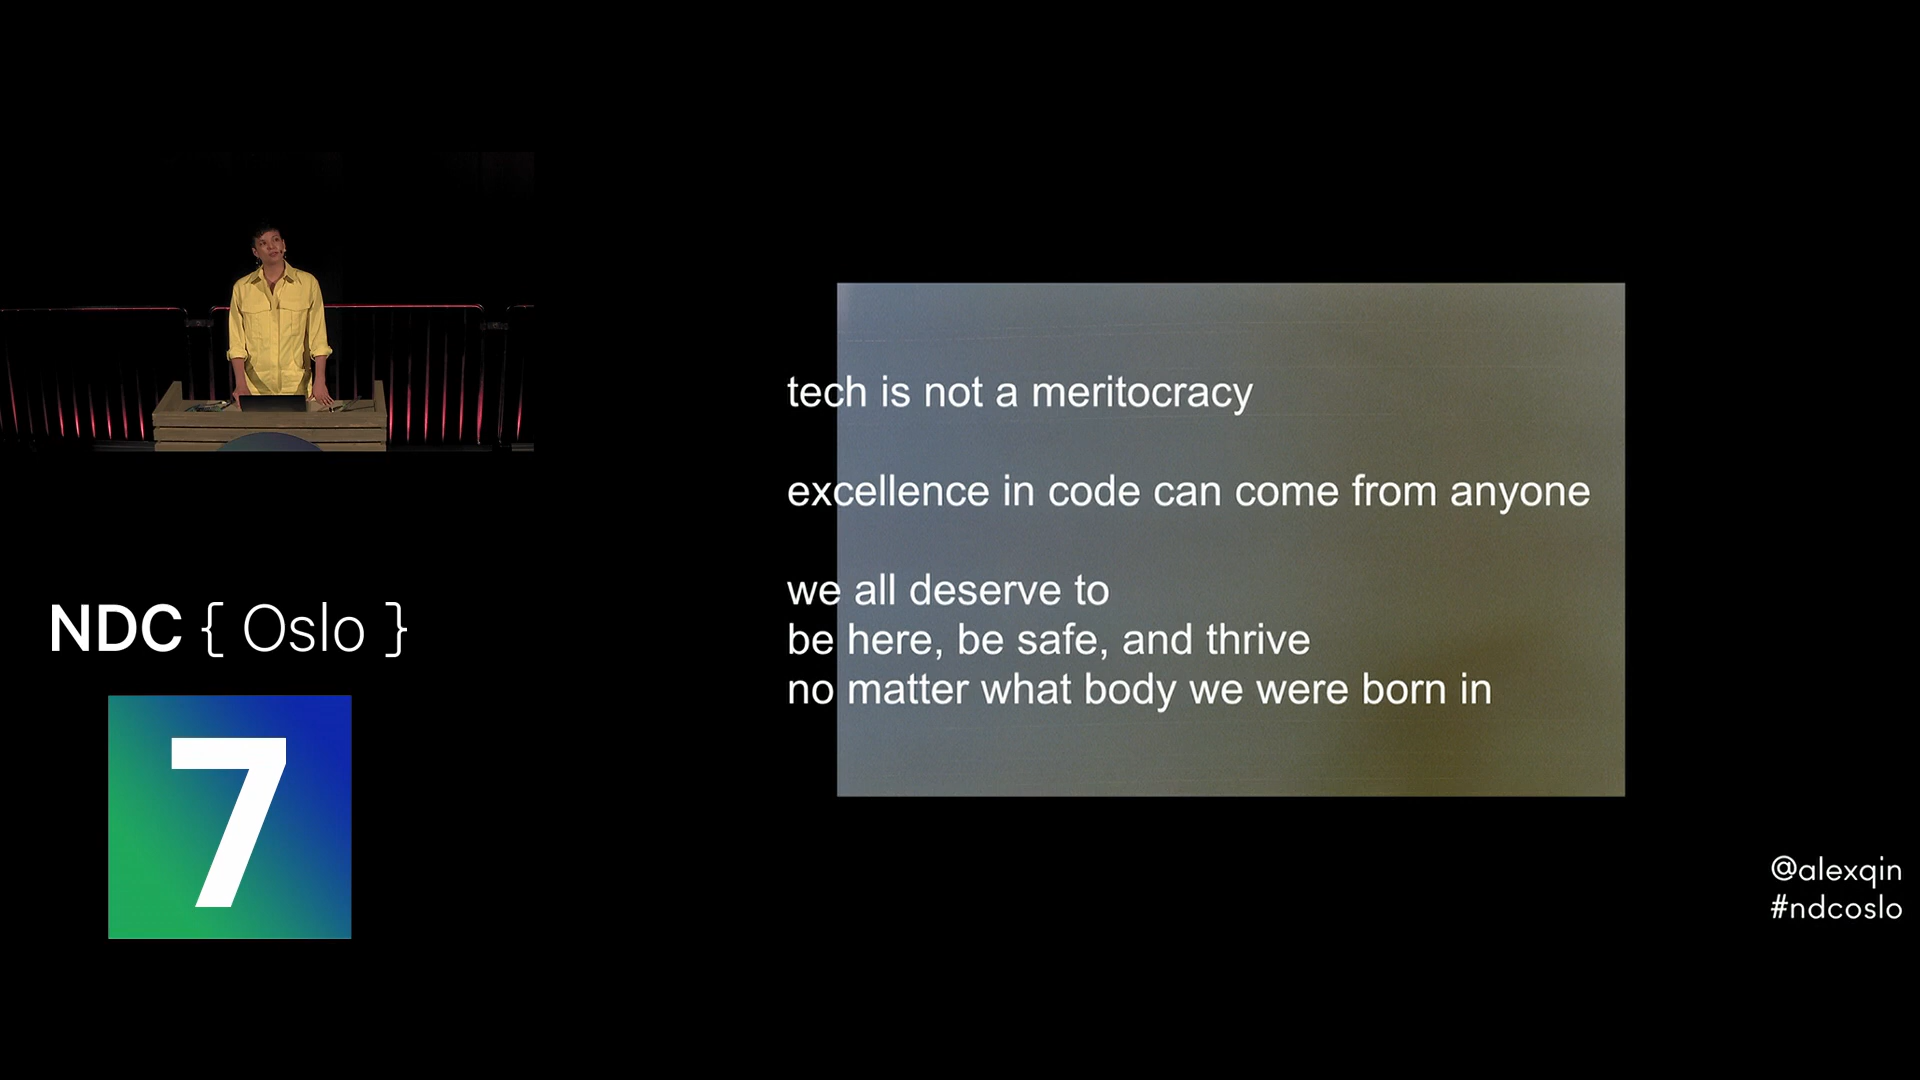 tech is not a meritocracy
excellence in code can come from anyone
we all deserve to
be here, be safe, and thrive
no matter what body we were born in
NDC { Oslo }
7
@alexqin
#ndcoslo